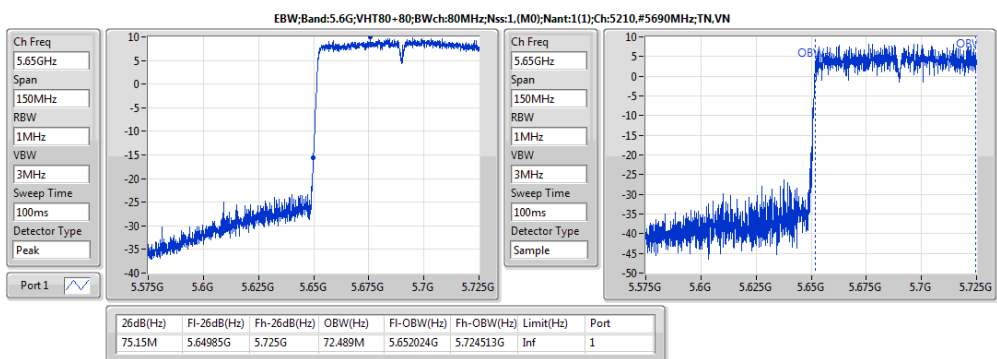 EBW;Band:5.6G;VHT80+80;BWch:80MHz;Nss:1,(M0);Nant:1(1);Ch:5210,#5690MHz;TN,VN
Ch Freq
5.65GHz
Span
150MHz
RBW
1MHz
VBW
3MHz
Sweep Time
100ms
Detector Type
Peak
Port 1
10-
5-
0-
-5-
-10-
-15-
-20-
-25-
-30-
-35-
-40-
5.575G 5.6G 5.625G 5.65G 5.675G 5.7G 5.725G
Ch Freq
5.65GHz
Span
150MHz
RBW
1MHz
VBW
3MHz
Sweep Time
100ms
Detector Type
Sample
10-
5-
0-
-5-
-10-
-15-
-20-
-25-
-30-
-35-
-40-
-45-
-50-
OBW
OBW
5.575G 5.6G 5.625G 5.65G 5.675G 5.7G 5.725G
26dB(Hz) Fl-26dB(Hz) Fh-26dB(Hz) OBW(Hz) Fl-OBW(Hz) Fh-OBW(Hz) Limit(Hz) Port
75.15M 5.64985G 5.725G 72.489M 5.652024G 5.724513G Inf 1